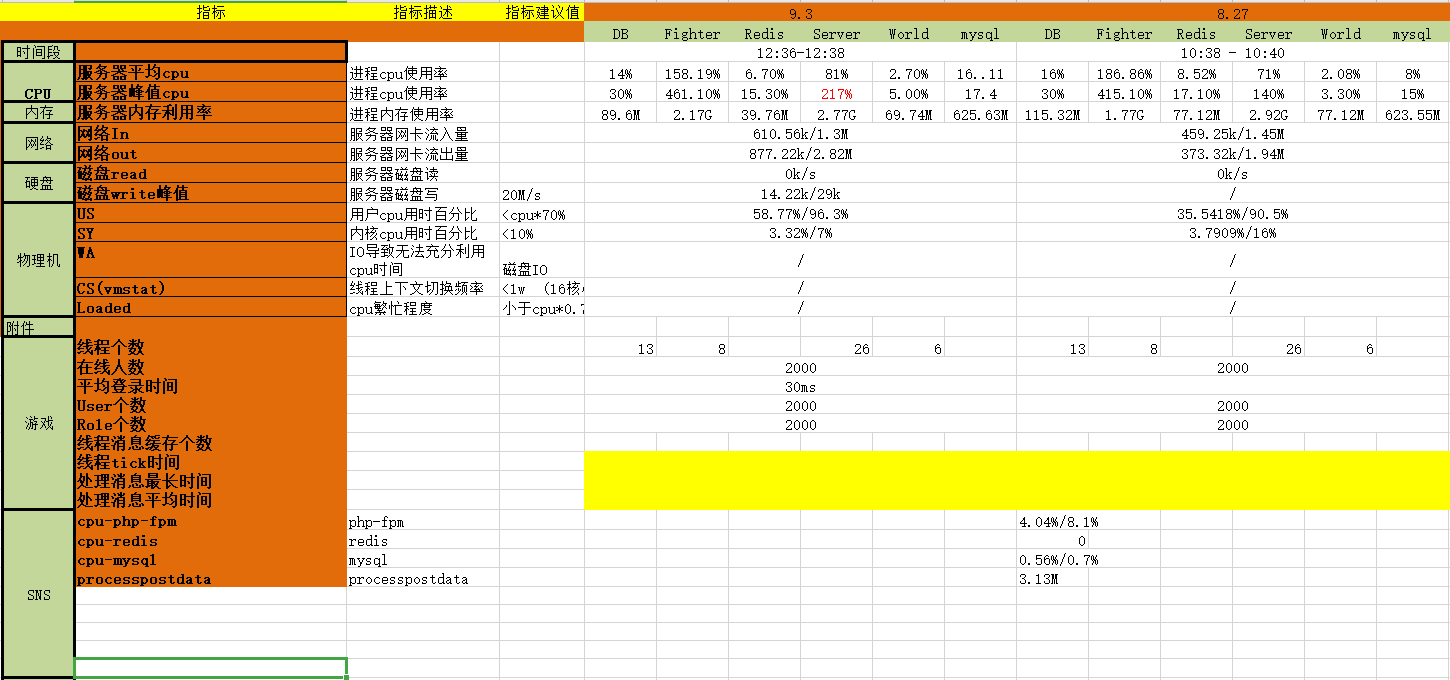 指标 指标描述 指标建议值 9.3 8.27
DB Fighter Redis Server World mysql DB Fighter Redis Server World mysql
时间段 12:36-12:38 10:38 - 10:40
服务器平均cpu 进程cpu使用率 14% 158.19% 6.70% 81% 2.70% 16..11 16% 186.86% 8.52% 71% 2.08% 8%
CPU 服务器峰值cpu 进程cpu使用率 30% 461.10% 15.30% 217% 5.00% 17.4 30% 415.10% 17.10% 140% 3.30% 15%
内存 服务器内存利用率 进程内存使用率 89.6M 2.17G 39.76M 2.77G 69.74M 625.63M 115.32M 1.77G 77.12M 2.92G 77.12M 623.55M
网络 网络In 服务器网卡流入量 610.56k/1.3M 459.25k/1.45M
网络out 服务器网卡流出量 877.22k/2.82M 373.32k/1.94M
硬盘 磁盘read 服务器磁盘读 0k/s 0k/s
磁盘write峰值 服务器磁盘写 20M/s 14.22k/29k /
物理机 US 用户cpu用时百分比 <cpu*70% 58.77%/96.3% 35.5418%/90.5%
SY 内核cpu用时百分比 <10% 3.32%/7% 3.7909%/16%
WA IO导致无法充分利用
cpu时间 磁盘IO / /
CS(vmstat) 线程上下文切换频率 <1w （16核 / /
Loaded cpu繁忙程度 小于cpu*0.7 / /
附件
游戏 线程个数 13 8 26 6 13 8 26 6
在线人数 2000 2000
平均登录时间 30ms
User个数 2000 2000
Role个数 2000 2000
线程消息缓存个数
线程tick时间
处理消息最长时间
处理消息平均时间
SNS cpu-php-fpm php-fpm 4.04%/8.1%
cpu-redis redis 0
cpu-mysql mysql 0.56%/0.7%
processpostdata processpostdata 3.13M